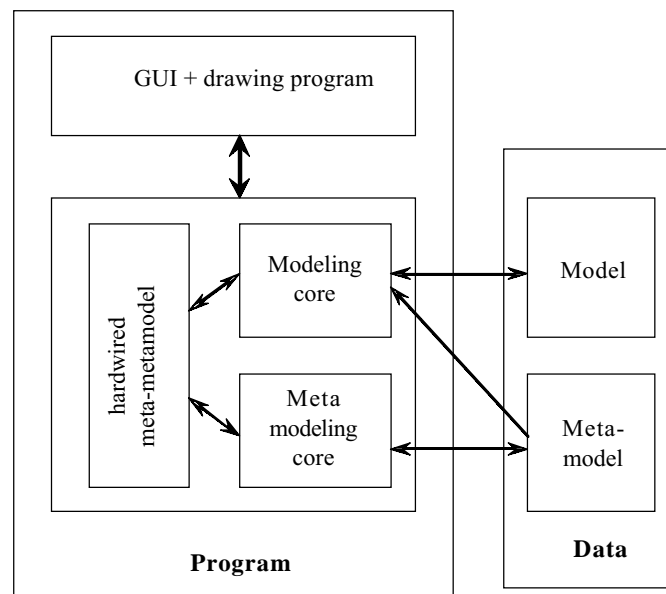 GUI + drawing program
hardwired
meta-metamodel
Modeling
core
Meta
modeling
core
Program
Model
Meta-
model
Data